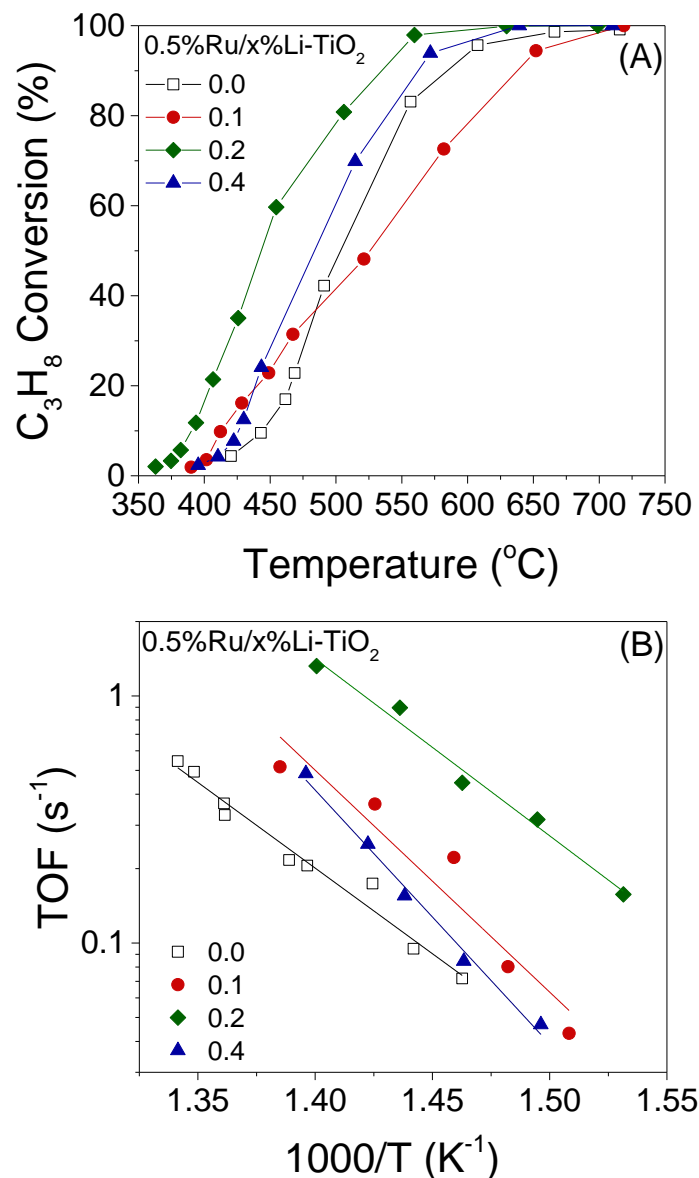 0.5%Ru/x%Li-TiO₂
(A)
0.0
0.1
0.2
0.4
100
80
60
40
20
0
C₃H₈ Conversion (%)
350 400 450 500 550 600 650 700 750
Temperature (°C)
0.5%Ru/x%Li-TiO₂
(B)
1
0.1
TOF (s⁻¹)
0.0
0.1
0.2
0.4
1.35 1.40 1.45 1.50 1.55
1000/T (K⁻¹)